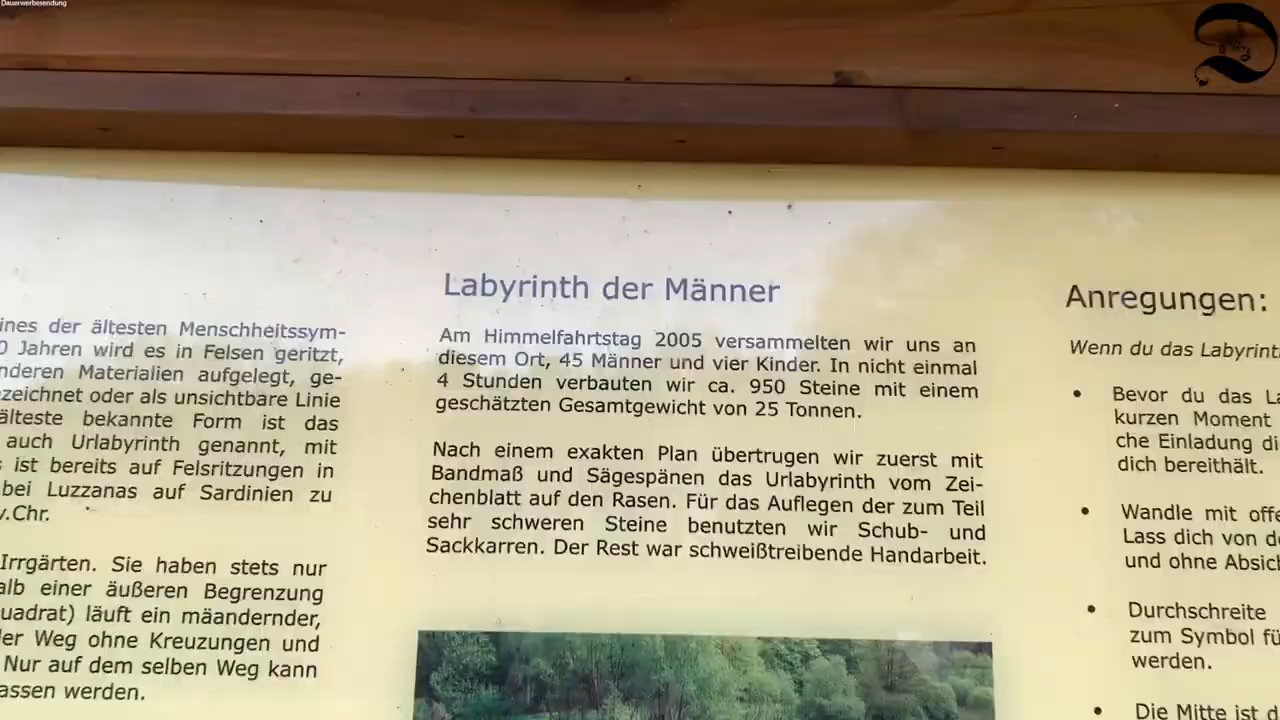 Dauerwerbesendung
ines der ältesten Menschheitssym-
0 Jahren wird es in Felsen geritzt,
nderen Materialien aufgelegt, ge-
zeichnet oder als unsichtbare Linie
älteste bekannte Form ist das
auch Urlabyrinth genannt, mit
s ist bereits auf Felsritzungen in
bei Luzzanas auf Sardinien zu
v.Chr.
Irrgärten. Sie haben stets nur
alb einer äußeren Begrenzung
uadrat) läuft ein mäandernder,
der Weg ohne Kreuzungen und
Nur auf dem selben Weg kann
assen werden.
Labyrinth der Männer
Am Himmelfahrtstag 2005 versammelten wir uns an
diesem Ort, 45 Männer und vier Kinder. In nicht einmal
4 Stunden verbauten wir ca. 950 Steine mit einem
geschätzten Gesamtgewicht von 25 Tonnen.
Nach einem exakten Plan übertrugen wir zuerst mit
Bandmaß und Sägespänen das Urlabyrinth vom Zei-
chenblatt auf den Rasen. Für das Auflegen der zum Teil
sehr schweren Steine benutzten wir Schub- und
Sackkarren. Der Rest war schweißtreibende Handarbeit.
Anregungen:
Wenn du das Labyrint
• Bevor du das La
kurzen Moment
che Einladung di
dich bereithält.
• Wandle mit offe
Lass dich von de
und ohne Absich
• Durchschreite
zum Symbol fü
werden.
• Die Mitte ist d